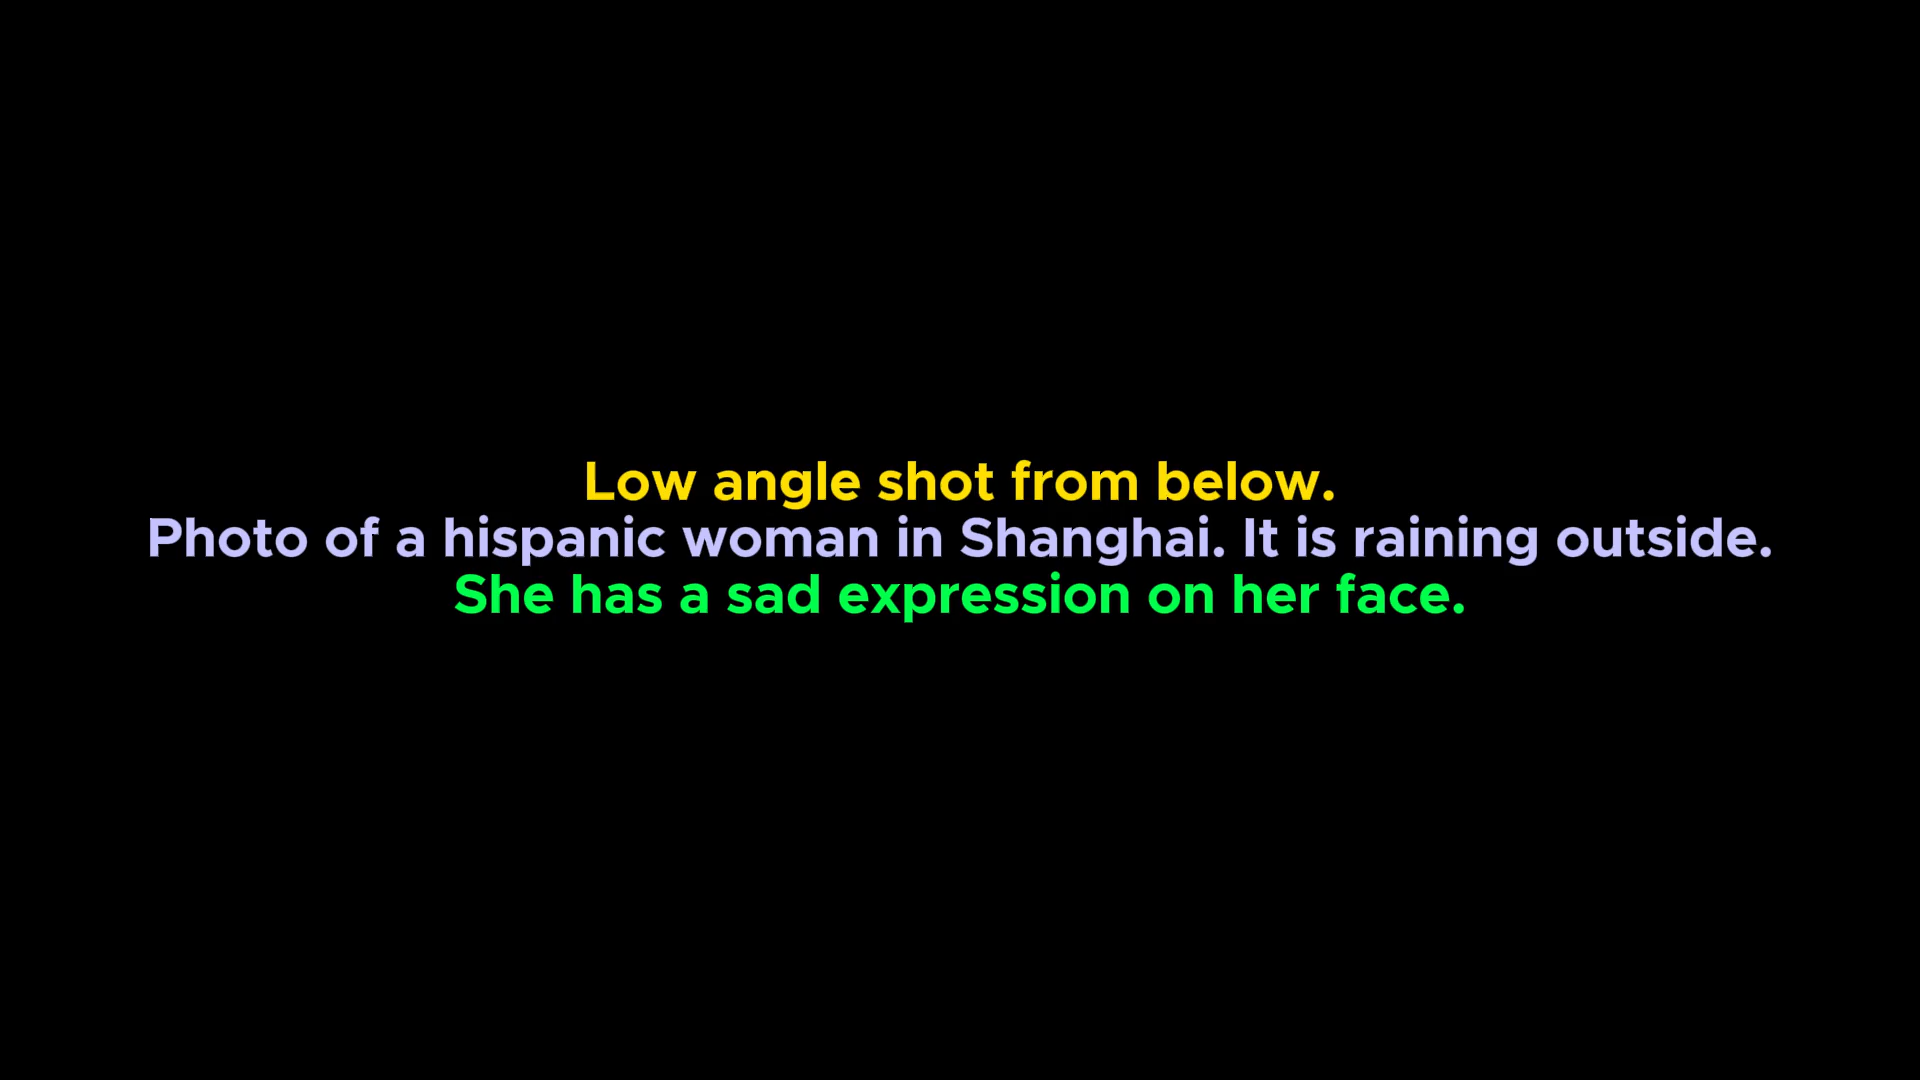 Low angle shot from below.
Photo of a hispanic woman in Shanghai. It is raining outside.
She has a sad expression on her face.